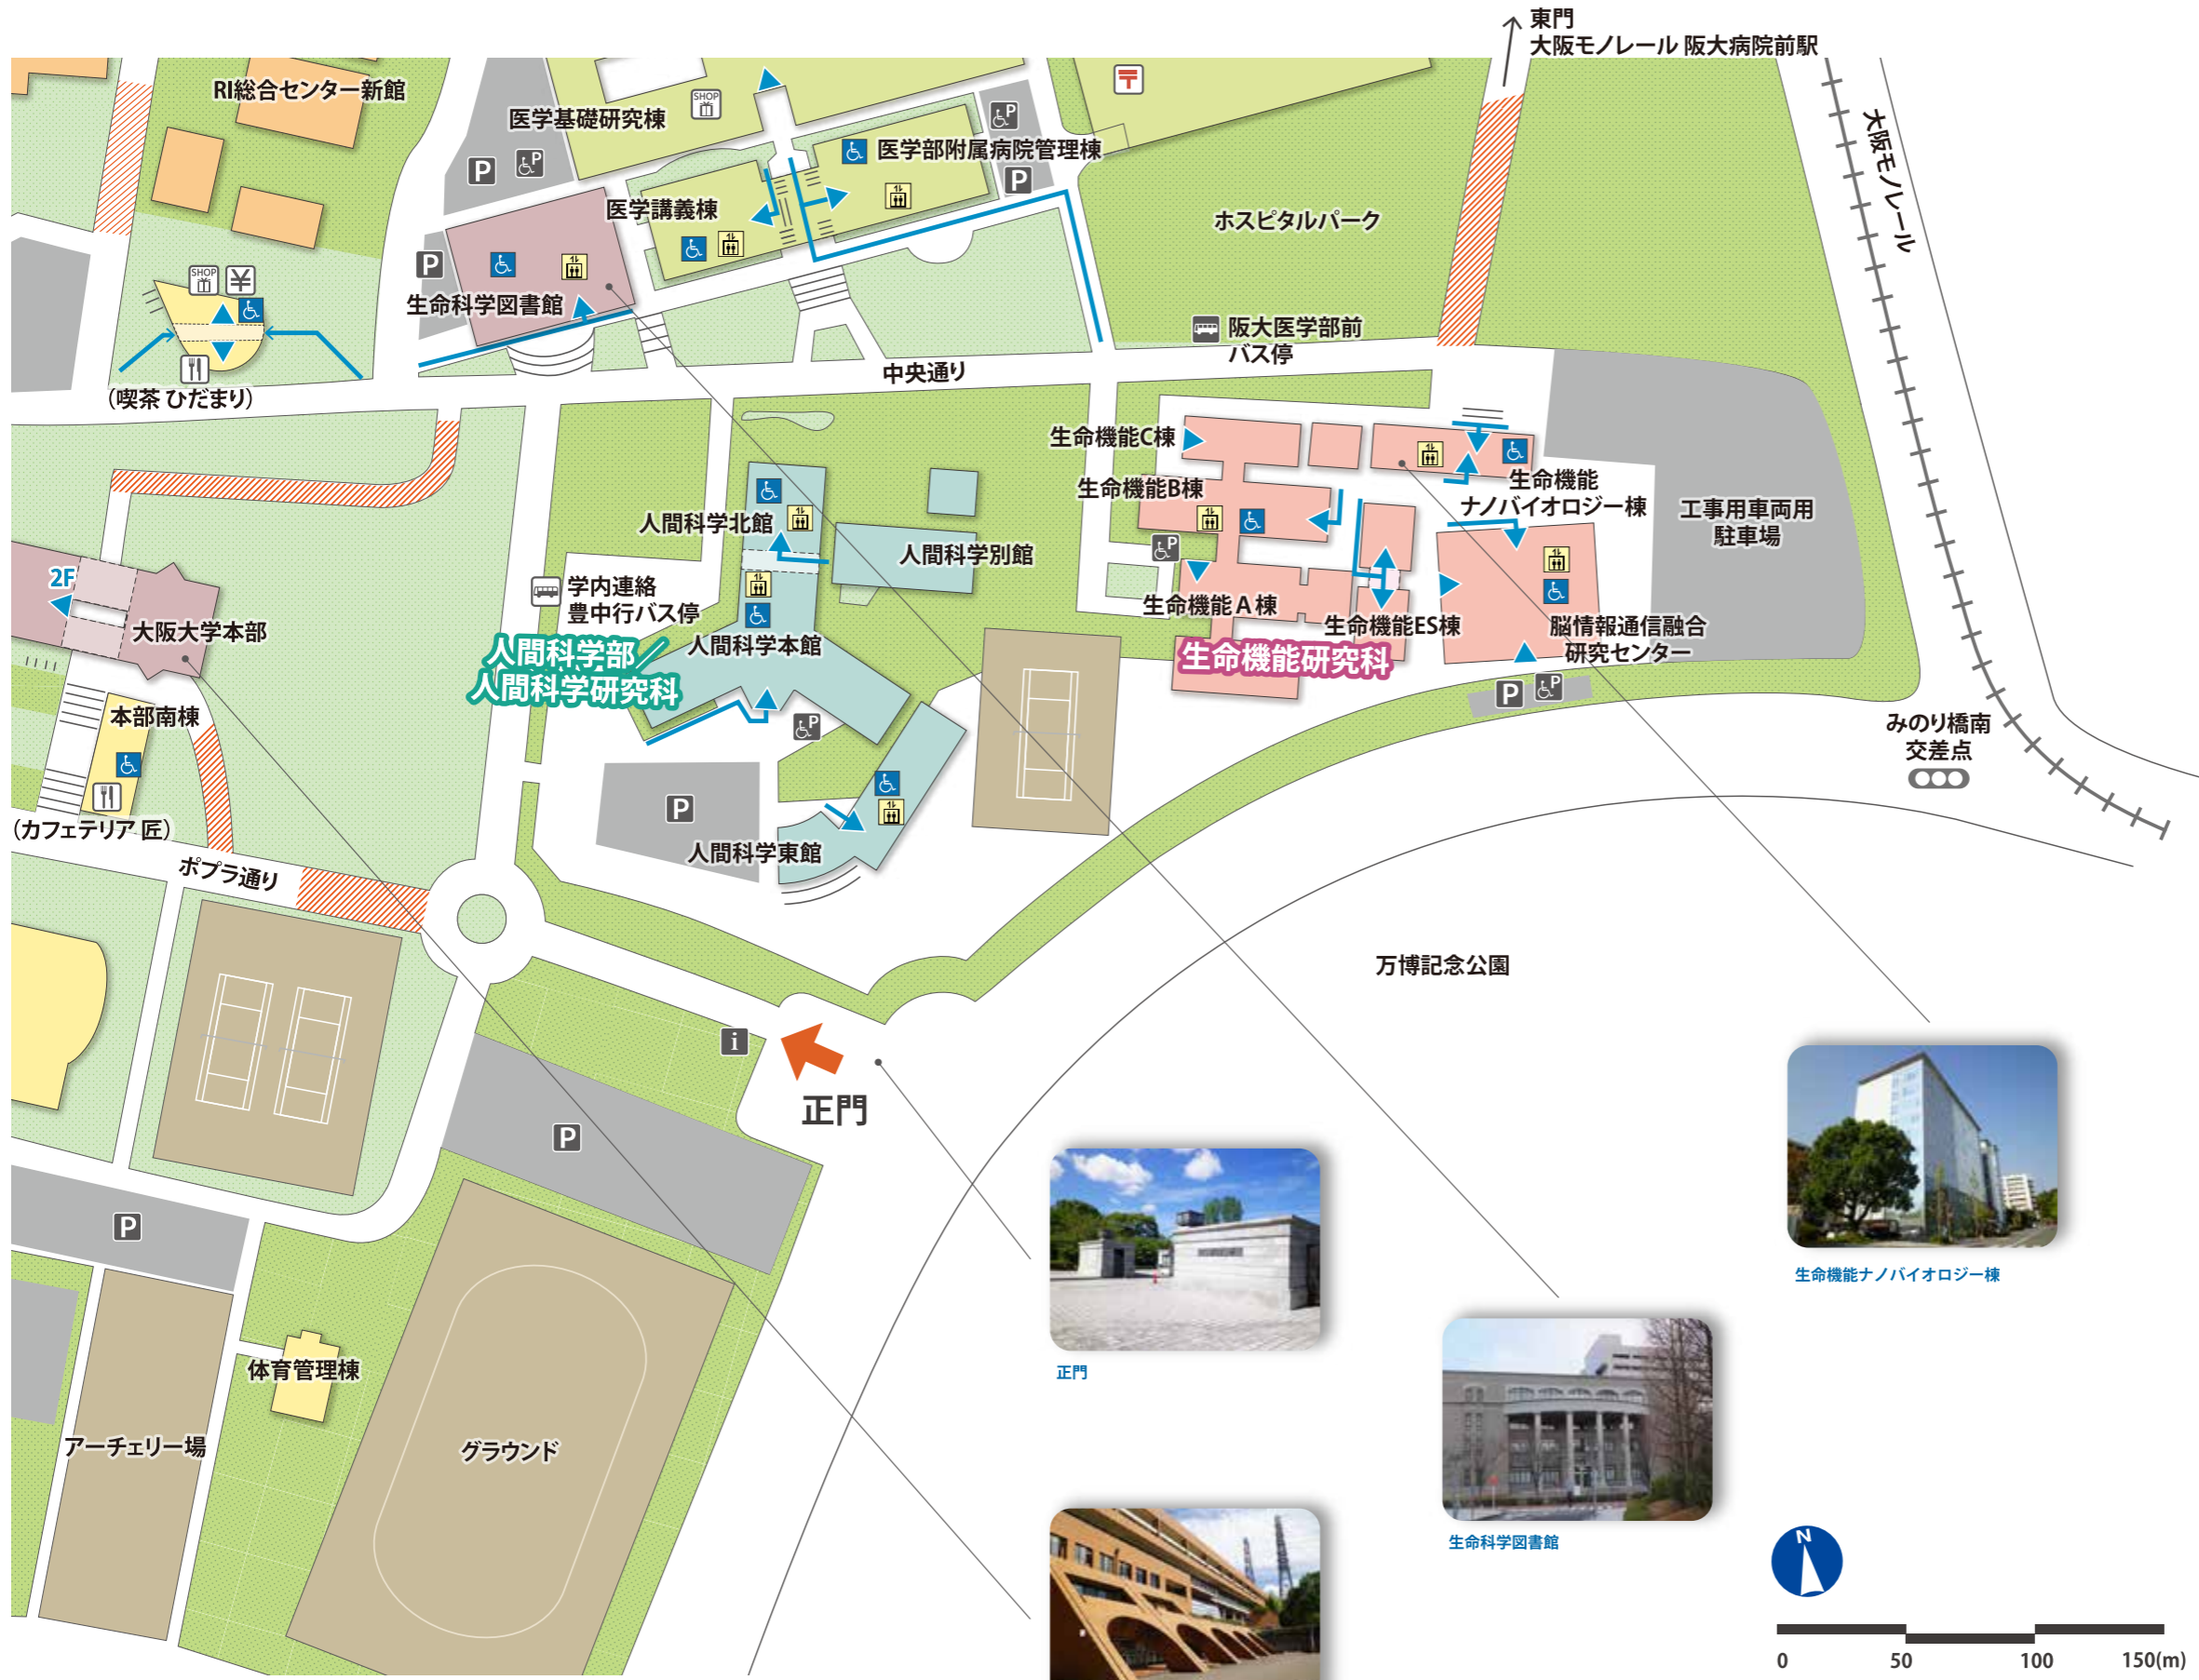 東門
大阪モノレール 阪大病院前駅
RI総合センター新館
SHOP
医学基礎研究棟
〒
P
P
P
医学部附属病院管理棟
P
大阪モノレール
医学講義棟
ホスピタルパーク
P
SHOP
¥
生命科学図書館
阪大医学部前
バス停
中央通り
(喫茶 ひだまり)
生命機能C棟
生命機能
ナノバイオロジー棟
生命機能B棟
工事用車両用
駐車場
人間科学北館
人間科学別館
P
2F
学内連絡
豊中行バス停
生命機能A棟
生命機能ES棟
大阪大学本部
人間科学本館
脳情報通信融合
研究センター
人間科学部/
人間科学研究科
生命機能研究科
P
P
本部南棟
P
みのり橋南
交差点
P
(カフェテリア 匠)
人間科学東館
ポプラ通り
万博記念公園
i
正門
P
P
生命機能ナノバイオロジー棟
正門
体育管理棟
アーチェリー場
グラウンド
生命科学図書館
N
0 50 100 150(m)